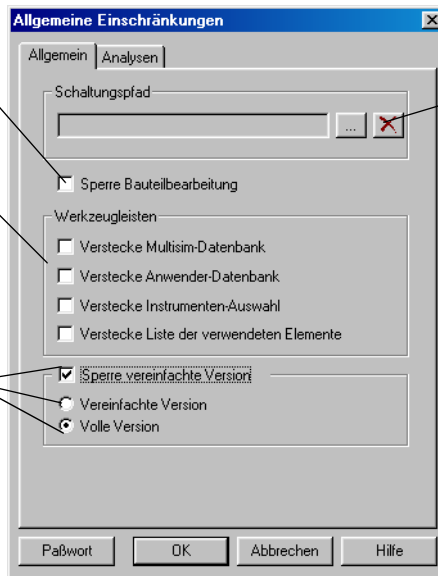 Allgemeine Einschränkungen
Allgemein
Analysen
Schaltungspfad
...
Sperre Bauteilbearbeitung
Werkzeugleisten
Verstecke Multisim-Datenbank
Verstecke Anwender-Datenbank
Verstecke Instrumenten-Auswahl
Verstecke Liste der verwendeten Elemente
Sperre vereinfachte Version
Vereinfachte Version
Volle Version
Paßwort
OK
Abbrechen
Hilfe